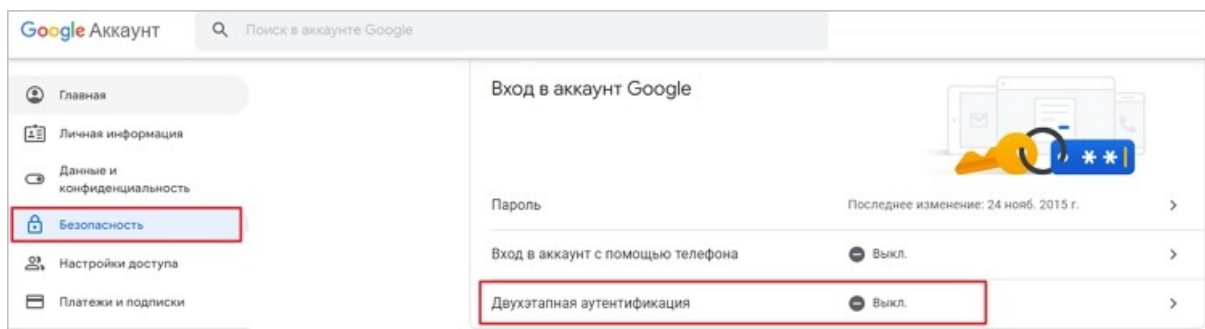 Google Аккаунт
Поиск в аккаунте Google
Главная
Личная информация
Данные и
конфиденциальность
Безопасность
Настройки доступа
Платежи и подписки
Вход в аккаунт Google
**
Пароль
Последнее изменение: 24 нояб. 2015 г.
Вход в аккаунт с помощью телефона
Выкл.
Двухэтапная аутентификация
Выкл.